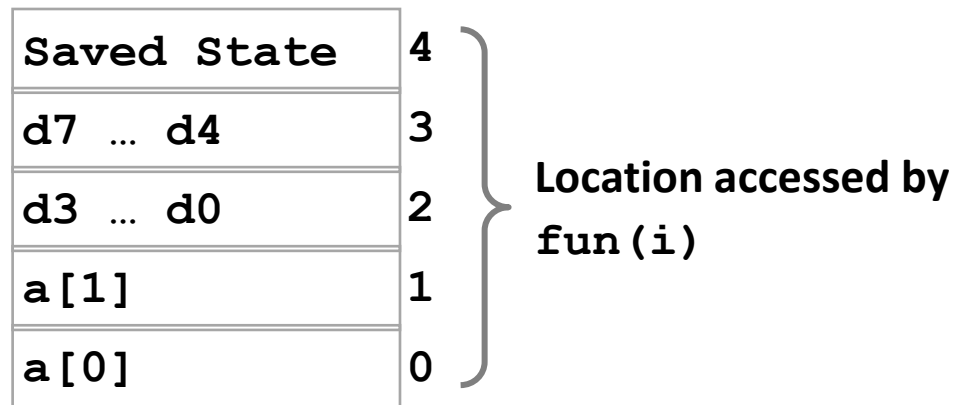 Saved State 4
d7 … d4 3
d3 … d0 2
a[1] 1
a[0] 0
Location accessed by
fun(i)